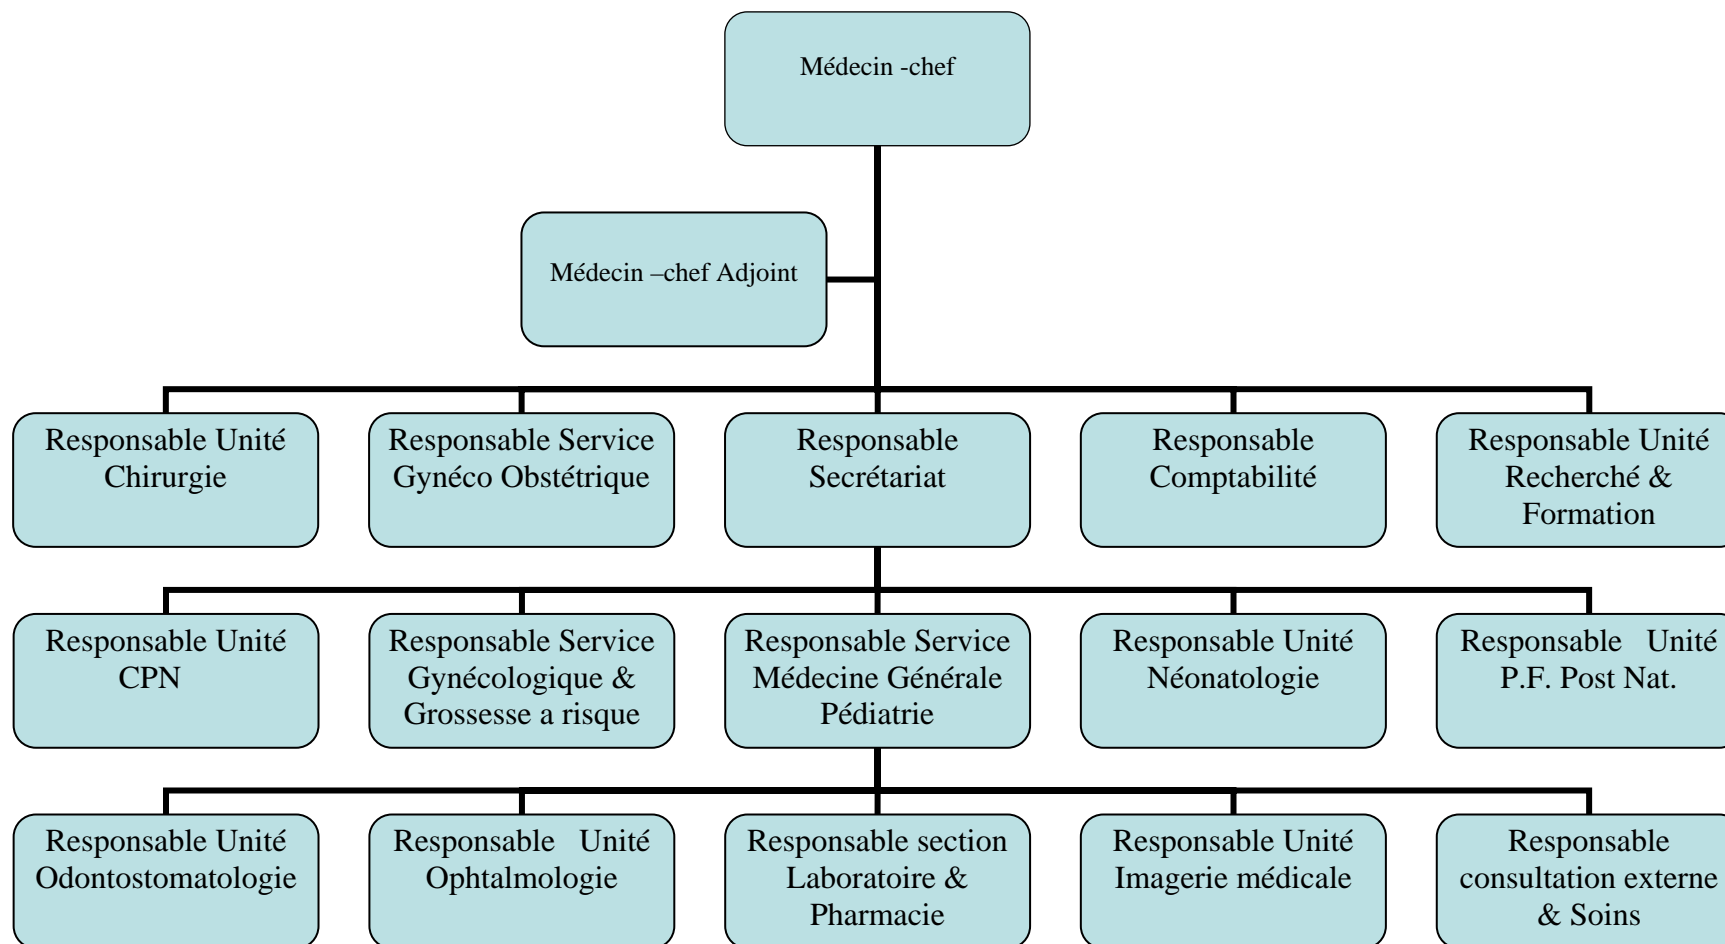 Médecin -chef
Médecin –chef Adjoint
Responsable Unité
Chirurgie
Responsable Service
Gynéco Obstétrique
Responsable
Secrétariat
Responsable
Comptabilité
Responsable Unité
Recherché &
Formation
Responsable Unité
CPN
Responsable Service
Gynécologique &
Grossesse a risque
Responsable Service
Médecine Générale
Pédiatrie
Responsable Unité
Néonatologie
Responsable Unité
P.F. Post Nat.
Responsable Unité
Odontostomatologie
Responsable Unité
Ophtalmologie
Responsable section
Laboratoire &
Pharmacie
Responsable Unité
Imagerie médicale
Responsable
consultation externe
& Soins